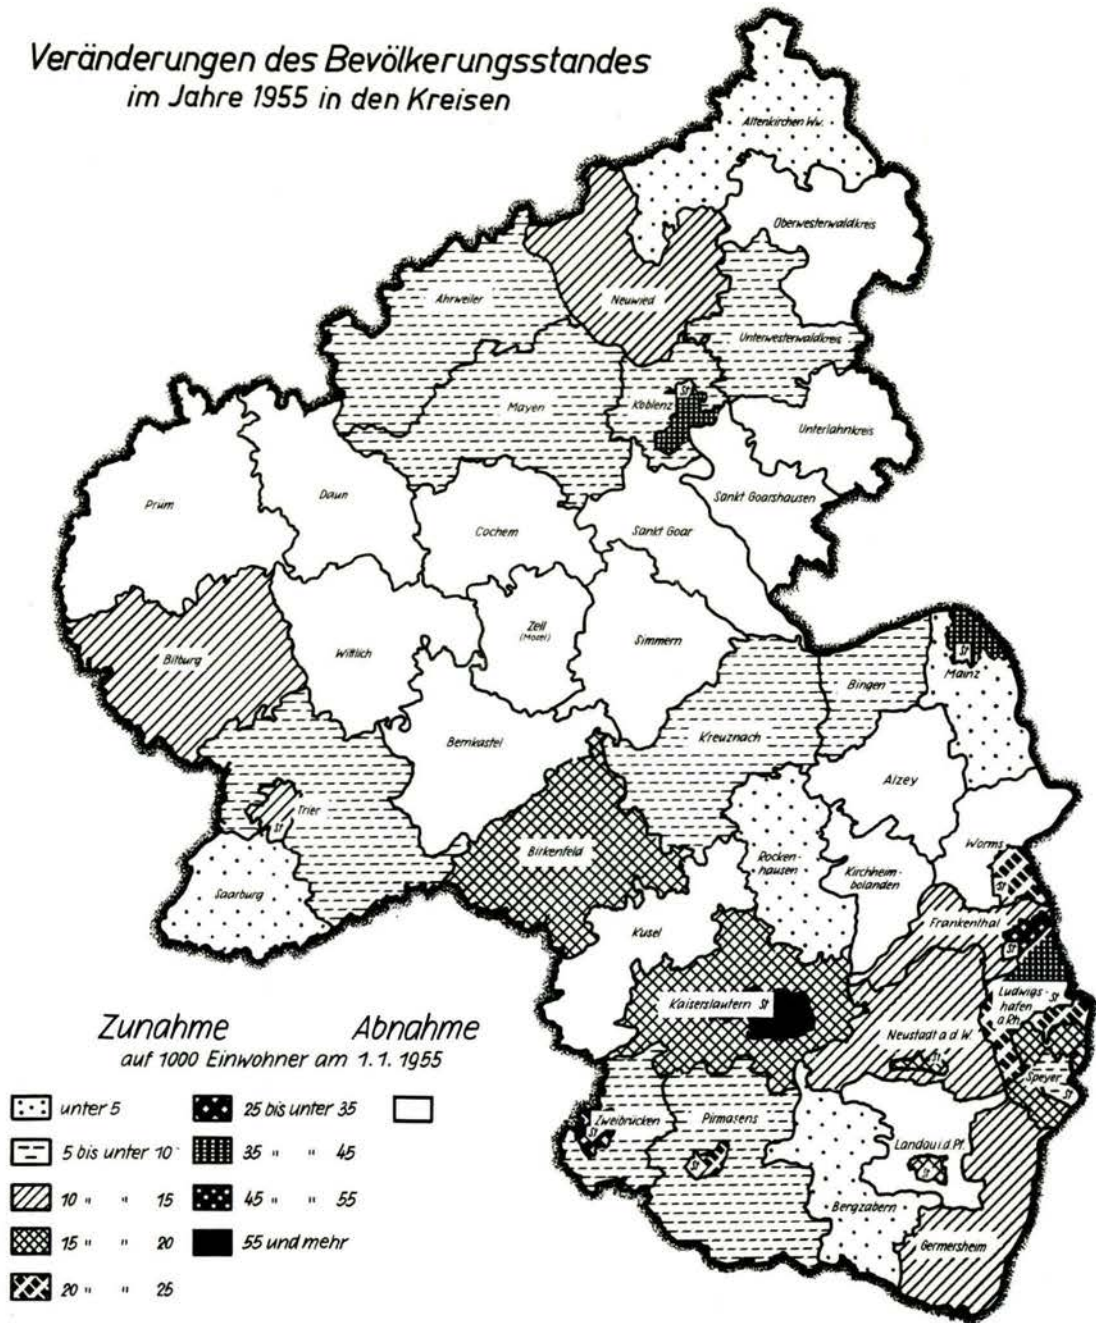 Veränderungen des Bevölkerungsstandes
im Jahre 1955 in den Kreisen
Altenkirchen Ww.
Oberwesterwaldkreis
Ahrweiler
Neuwied
Unterwesterwaldkreis
Mayen
Koblenz
St
Unterlahnkreis
Sankt Goarshausen
Prüm
Daun
Cochem
Sankt Goar
Zell
(Mosel)
Simmern
Wittlich
Bitburg
Bingen
St
Mainz
Bernkastel
Kreuznach
Alzey
Trier
St
Birkenfeld
Rocken-
hausen
Kirchheim-
bolanden
Worms
St
Saarburg
Frankenthal
St
Kusel
Kaiserslautern St
Ludwigs-
hafen
a.Rh.
St
Neustadt a.d.W.
St
Speyer
St
Zweibrücken
St
Pirmasens
St
Landau i.d.Pf.
St
Bergzabern
Germersheim
Zunahme Abnahme
auf 1000 Einwohner am 1.1.1955
unter 5 25 bis unter 35
5 bis unter 10 35 " " 45
10 " " 15 45 " " 55
15 " " 20 55 und mehr
20 " " 25